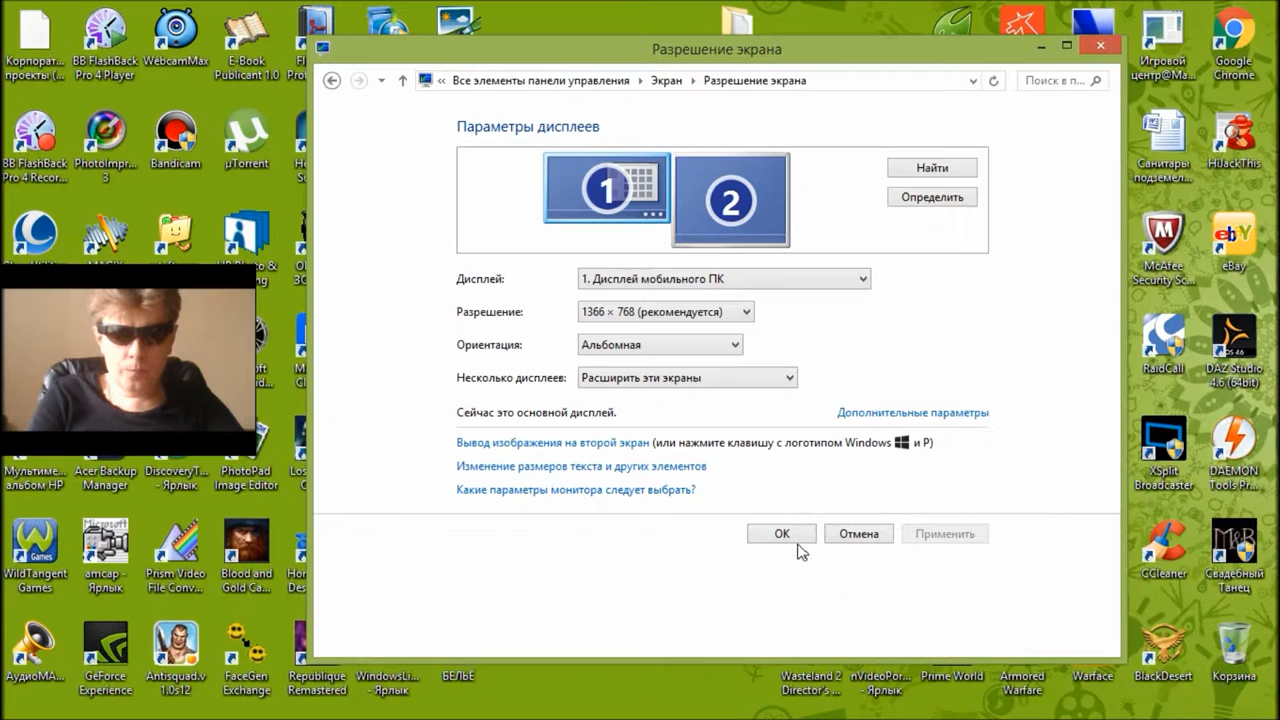 Разрешение экрана
« Все элементы панели управления
Экран
Разрешение экрана
Поиск в п...
Параметры дисплеев
1
2
Найти
Определить
Дисплей:
1. Дисплей мобильного ПК
Разрешение:
1366 × 768 (рекомендуется)
Ориентация:
Альбомная
Несколько дисплеев:
Расширить эти экраны
Сейчас это основной дисплей.
Дополнительные параметры
Вывод изображения на второй экран (или нажмите клавишу с логотипом Windows и P)
Изменение размеров текста и других элементов
Какие параметры монитора следует выбрать?
OK
Отмена
Применить
Корпорат...
проекты (...
BB FlashBack
Pro 4 Player
WebcamMax
E-Book
Publicant 1.0
BB FlashBack
Pro 4 Recor...
PhotoImpr...
3
Bandicam
µTorrent
Мультиме...
альбом HP
Acer Backup
Manager
DiscoveryT...
- Ярлык
PhotoPad
Image Editor
WildTangent
Games
amcap -
Ярлык
Prism Video
File Conv...
Blood and
Gold Ca...
АудиоМА...
GeForce
Experience
Antisquad.v
1.0s12
FaceGen
Exchange
Republique
Remastered
WindowsLi...
- Ярлык
БЕЛЬЁ
Wasteland 2
Director's ...
nVideoPor...
- Ярлык
Prime World
Armored
Warfare
Warface
BlackDesert
Корзина
Игровой
центр@Ma...
Google
Chrome
Санитары
подземел...
HiJackThis
McAfee
Security Sc...
eBay
RaidCall
DAZ Studio
4.6 (64bit)
XSplit
Broadcaster
DAEMON
Tools Pr...
CCleaner
Свадебный
Танец